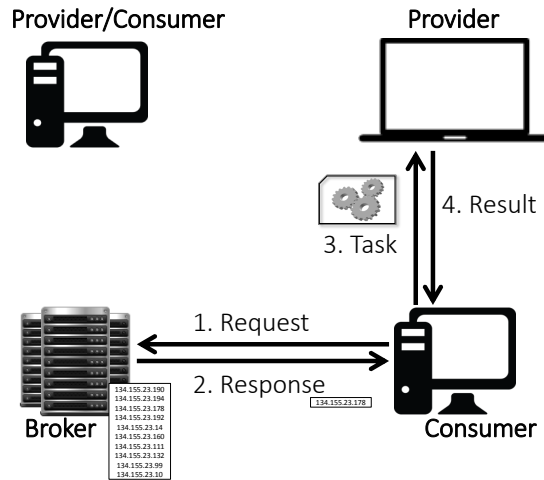 Provider/Consumer
Provider
4. Result
3. Task
1. Request
2. Response
134.155.23.178
134.155.23.190
134.155.23.194
134.155.23.178
134.155.23.192
134.155.23.14
134.155.23.160
134.155.23.111
134.155.23.132
134.155.23.99
134.155.23.10
Broker
Consumer